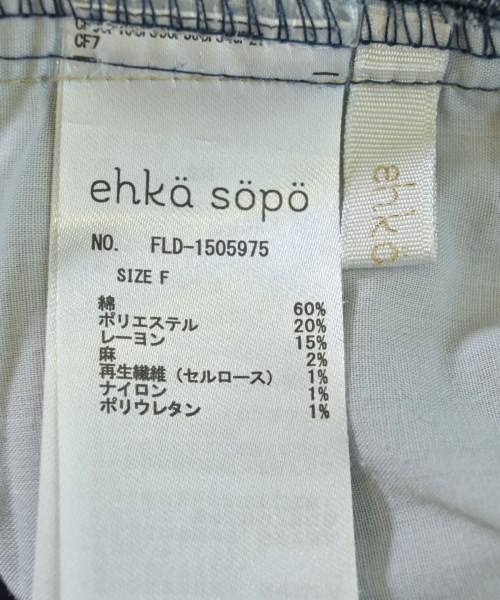 CF7
ehkä söpö
NO. FLD-1505975
SIZE F
綿 60%
ポリエステル 20%
レーヨン 15%
麻 2%
再生繊維（セルロース） 1%
ナイロン 1%
ポリウレタン 1%
ehkä